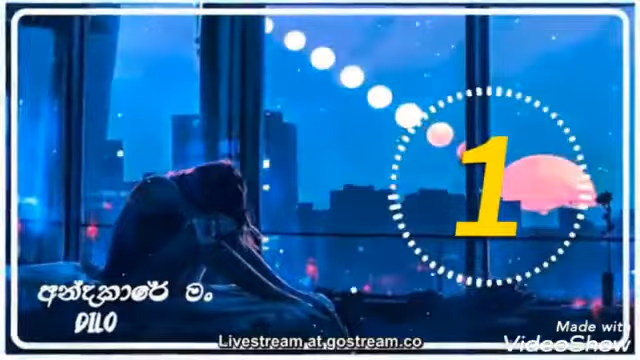 1
අන්දකාරේ මං
DILO
Livestream at gostream.co
Made with
VideoShow